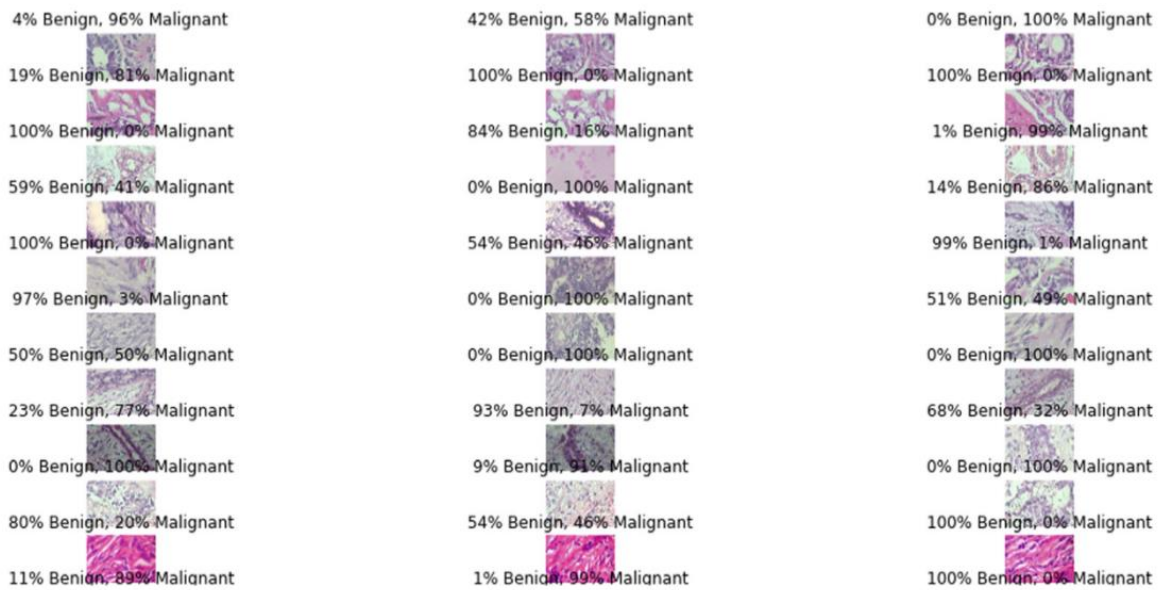 4% Benign, 96% Malignant
42% Benign, 58% Malignant
0% Benign, 100% Malignant
19% Benign, 81% Malignant
100% Benign, 0% Malignant
100% Benign, 0% Malignant
100% Benign, 0% Malignant
84% Benign, 16% Malignant
1% Benign, 99% Malignant
59% Benign, 41% Malignant
0% Benign, 100% Malignant
14% Benign, 86% Malignant
100% Benign, 0% Malignant
54% Benign, 46% Malignant
99% Benign, 1% Malignant
97% Benign, 3% Malignant
0% Benign, 100% Malignant
51% Benign, 49% Malignant
50% Benign, 50% Malignant
0% Benign, 100% Malignant
0% Benign, 100% Malignant
23% Benign, 77% Malignant
93% Benign, 7% Malignant
68% Benign, 32% Malignant
0% Benign, 100% Malignant
9% Benign, 91% Malignant
0% Benign, 100% Malignant
80% Benign, 20% Malignant
54% Benign, 46% Malignant
100% Benign, 0% Malignant
11% Benign, 89% Malignant
1% Benign, 99% Malignant
100% Benign, 0% Malignant